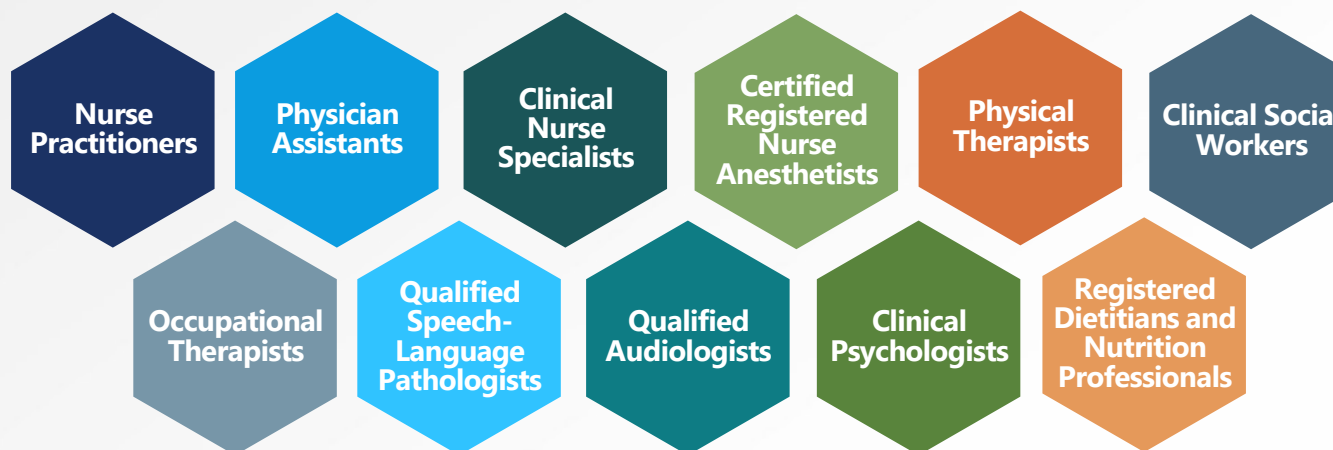 Nurse
Practitioners
Physician
Assistants
Clinical
Nurse
Specialists
Certified
Registered
Nurse
Anesthetists
Physical
Therapists
Clinical Socia
Workers
Occupational
Therapists
Qualified
Speech-
Language
Pathologists
Qualified
Audiologists
Clinical
Psychologists
Registered
Dietitians and
Nutrition
Professionals